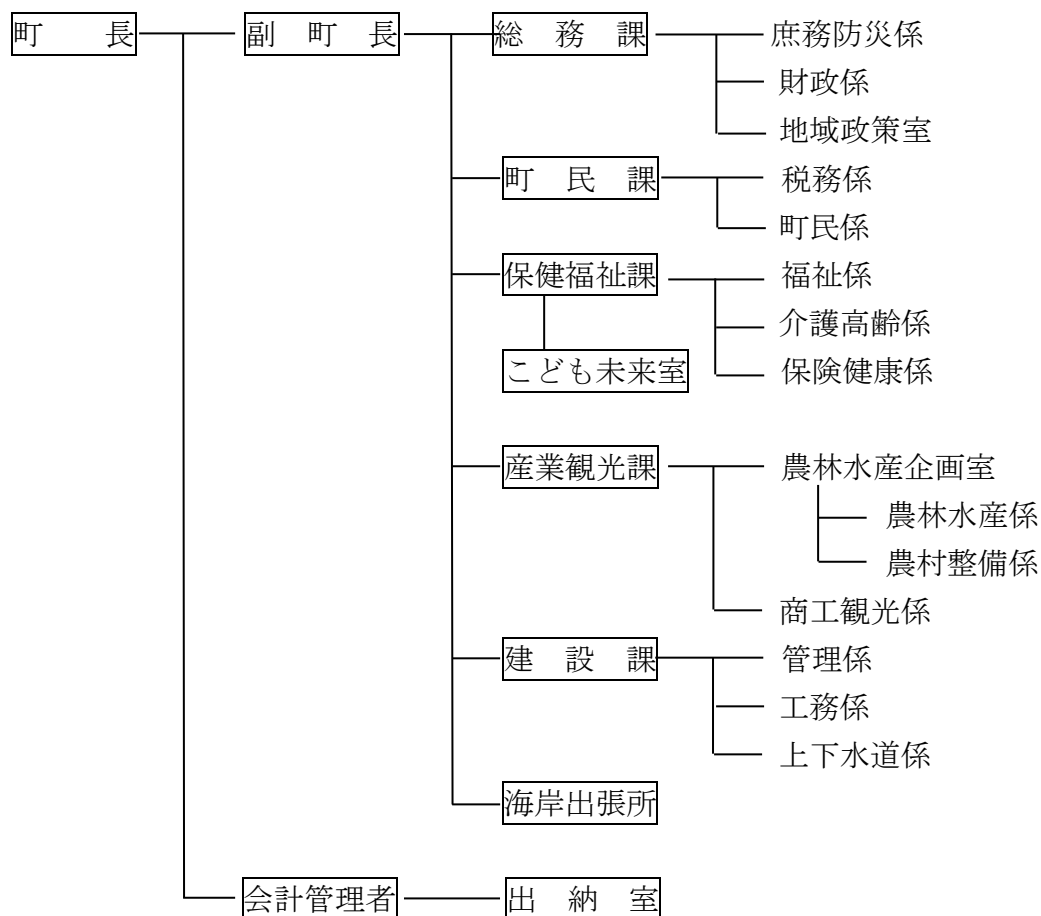 町　長 副　町　長 総　務　課 庶務防災係
財政係
地域政策室
町　民　課 税務係
町民係
保健福祉課 福祉係
介護高齢係
こども未来室 保険健康係
産業観光課 農林水産企画室
農林水産係
農村整備係
商工観光係
建　設　課 管理係
工務係
上下水道係
海岸出張所
会計管理者 出　納　室